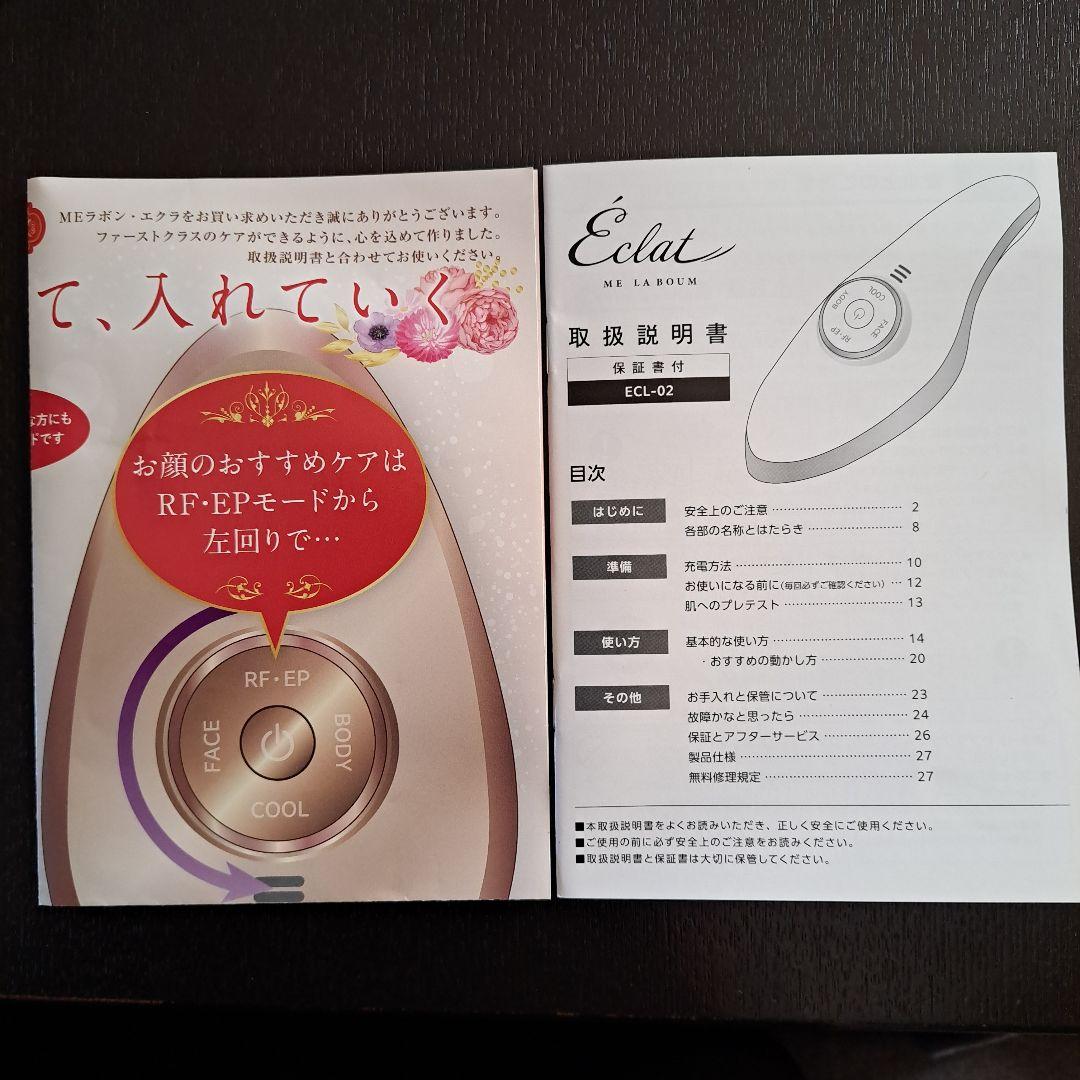 MEラボン・エクラをお買い求めいただき誠にありがとうございます。
ファーストクラスのケアができるように、心を込めて作りました。
取扱説明書と合わせてお使いください。
て、入れていく
な方にも
ドです
お顔のおすすめケアは
RF・EPモードから
左回りで…
RF・EP
FACE
BODY
COOL
Éclat
ME LA BOUM
取扱説明書
保証書付
ECL-02
BODY
COOL
RF・EP
FACE
目次
はじめに
安全上のご注意 2
各部の名称とはたらき 8
準備
充電方法 10
お使いになる前に(毎回必ずご確認ください) 12
肌へのプレテスト 13
使い方
基本的な使い方 14
・おすすめの動かし方 20
その他
お手入れと保管について 23
故障かなと思ったら 24
保証とアフターサービス 26
製品仕様 27
無料修理規定 27
■本取扱説明書をよくお読みいただき、正しく安全にご使用ください。
■ご使用の前に必ず安全上のご注意をお読みください。
■取扱説明書と保証書は大切に保管してください。